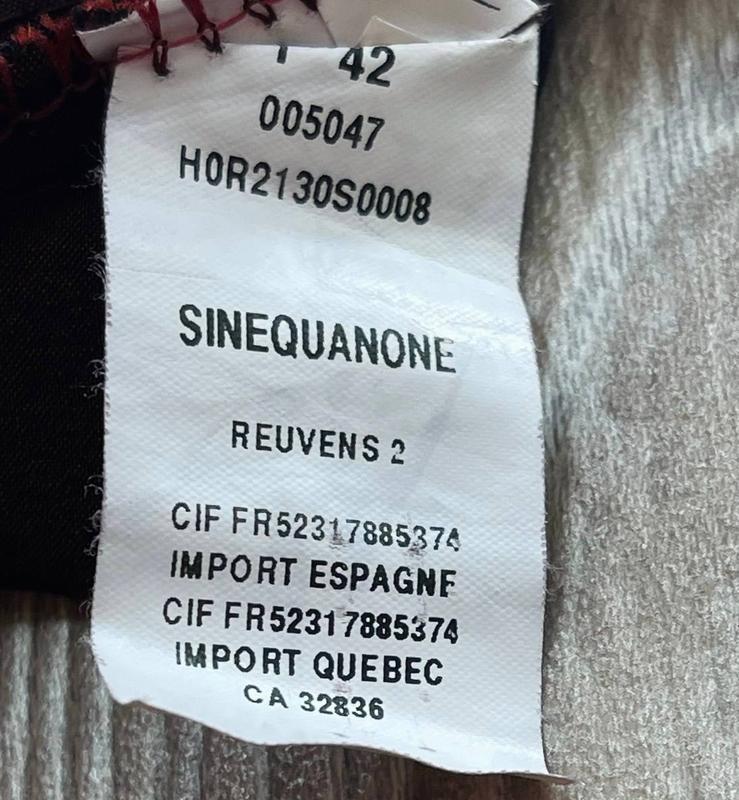 42
005047
H0R2130S0008
SINEQUANONE
REUVENS 2
CIF FR52317885374
IMPORT ESPAGNE
CIF FR52317885374
IMPORT QUEBEC
CA 32836